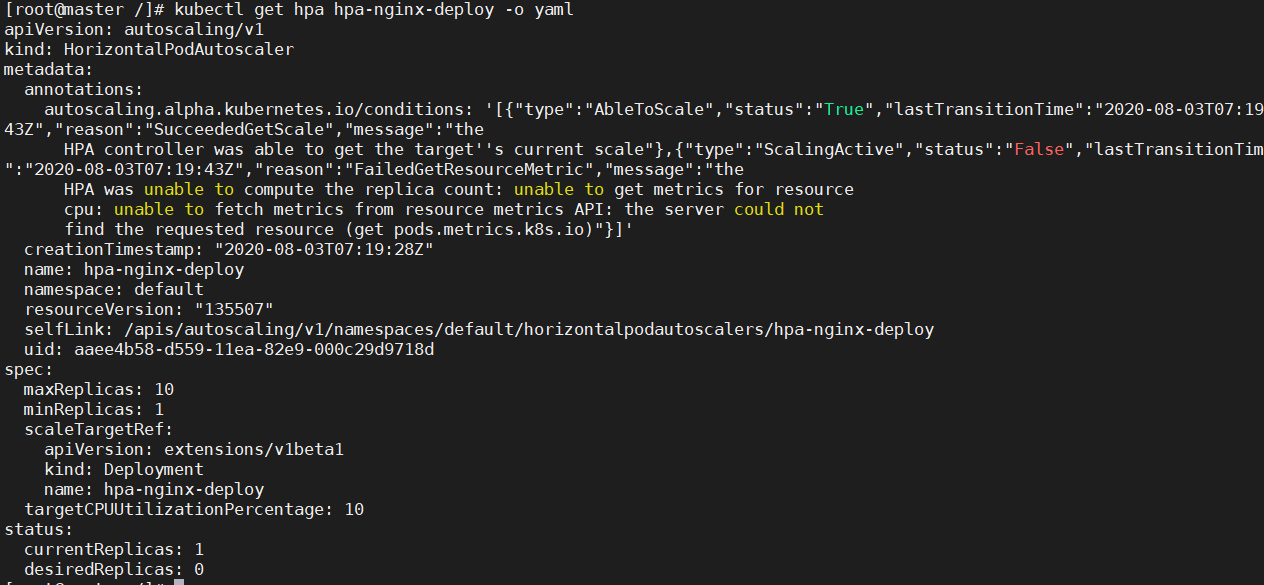 [root@master /]# kubectl get hpa hpa-nginx-deploy -o yaml
apiVersion: autoscaling/v1
kind: HorizontalPodAutoscaler
metadata:
  annotations:
    autoscaling.alpha.kubernetes.io/conditions: '[{"type":"AbleToScale","status":"True","lastTransitionTime":"2020-08-03T07:19
43Z","reason":"SucceededGetScale","message":"the
      HPA controller was able to get the target''s current scale"},{"type":"ScalingActive","status":"False","lastTransitionTim
":"2020-08-03T07:19:43Z","reason":"FailedGetResourceMetric","message":"the
      HPA was unable to compute the replica count: unable to get metrics for resource
      cpu: unable to fetch metrics from resource metrics API: the server could not
      find the requested resource (get pods.metrics.k8s.io)"}]'
  creationTimestamp: "2020-08-03T07:19:28Z"
  name: hpa-nginx-deploy
  namespace: default
  resourceVersion: "135507"
  selfLink: /apis/autoscaling/v1/namespaces/default/horizontalpodautoscalers/hpa-nginx-deploy
  uid: aaee4b58-d559-11ea-82e9-000c29d9718d
spec:
  maxReplicas: 10
  minReplicas: 1
  scaleTargetRef:
    apiVersion: extensions/v1beta1
    kind: Deployment
    name: hpa-nginx-deploy
  targetCPUUtilizationPercentage: 10
status:
  currentReplicas: 1
  desiredReplicas: 0